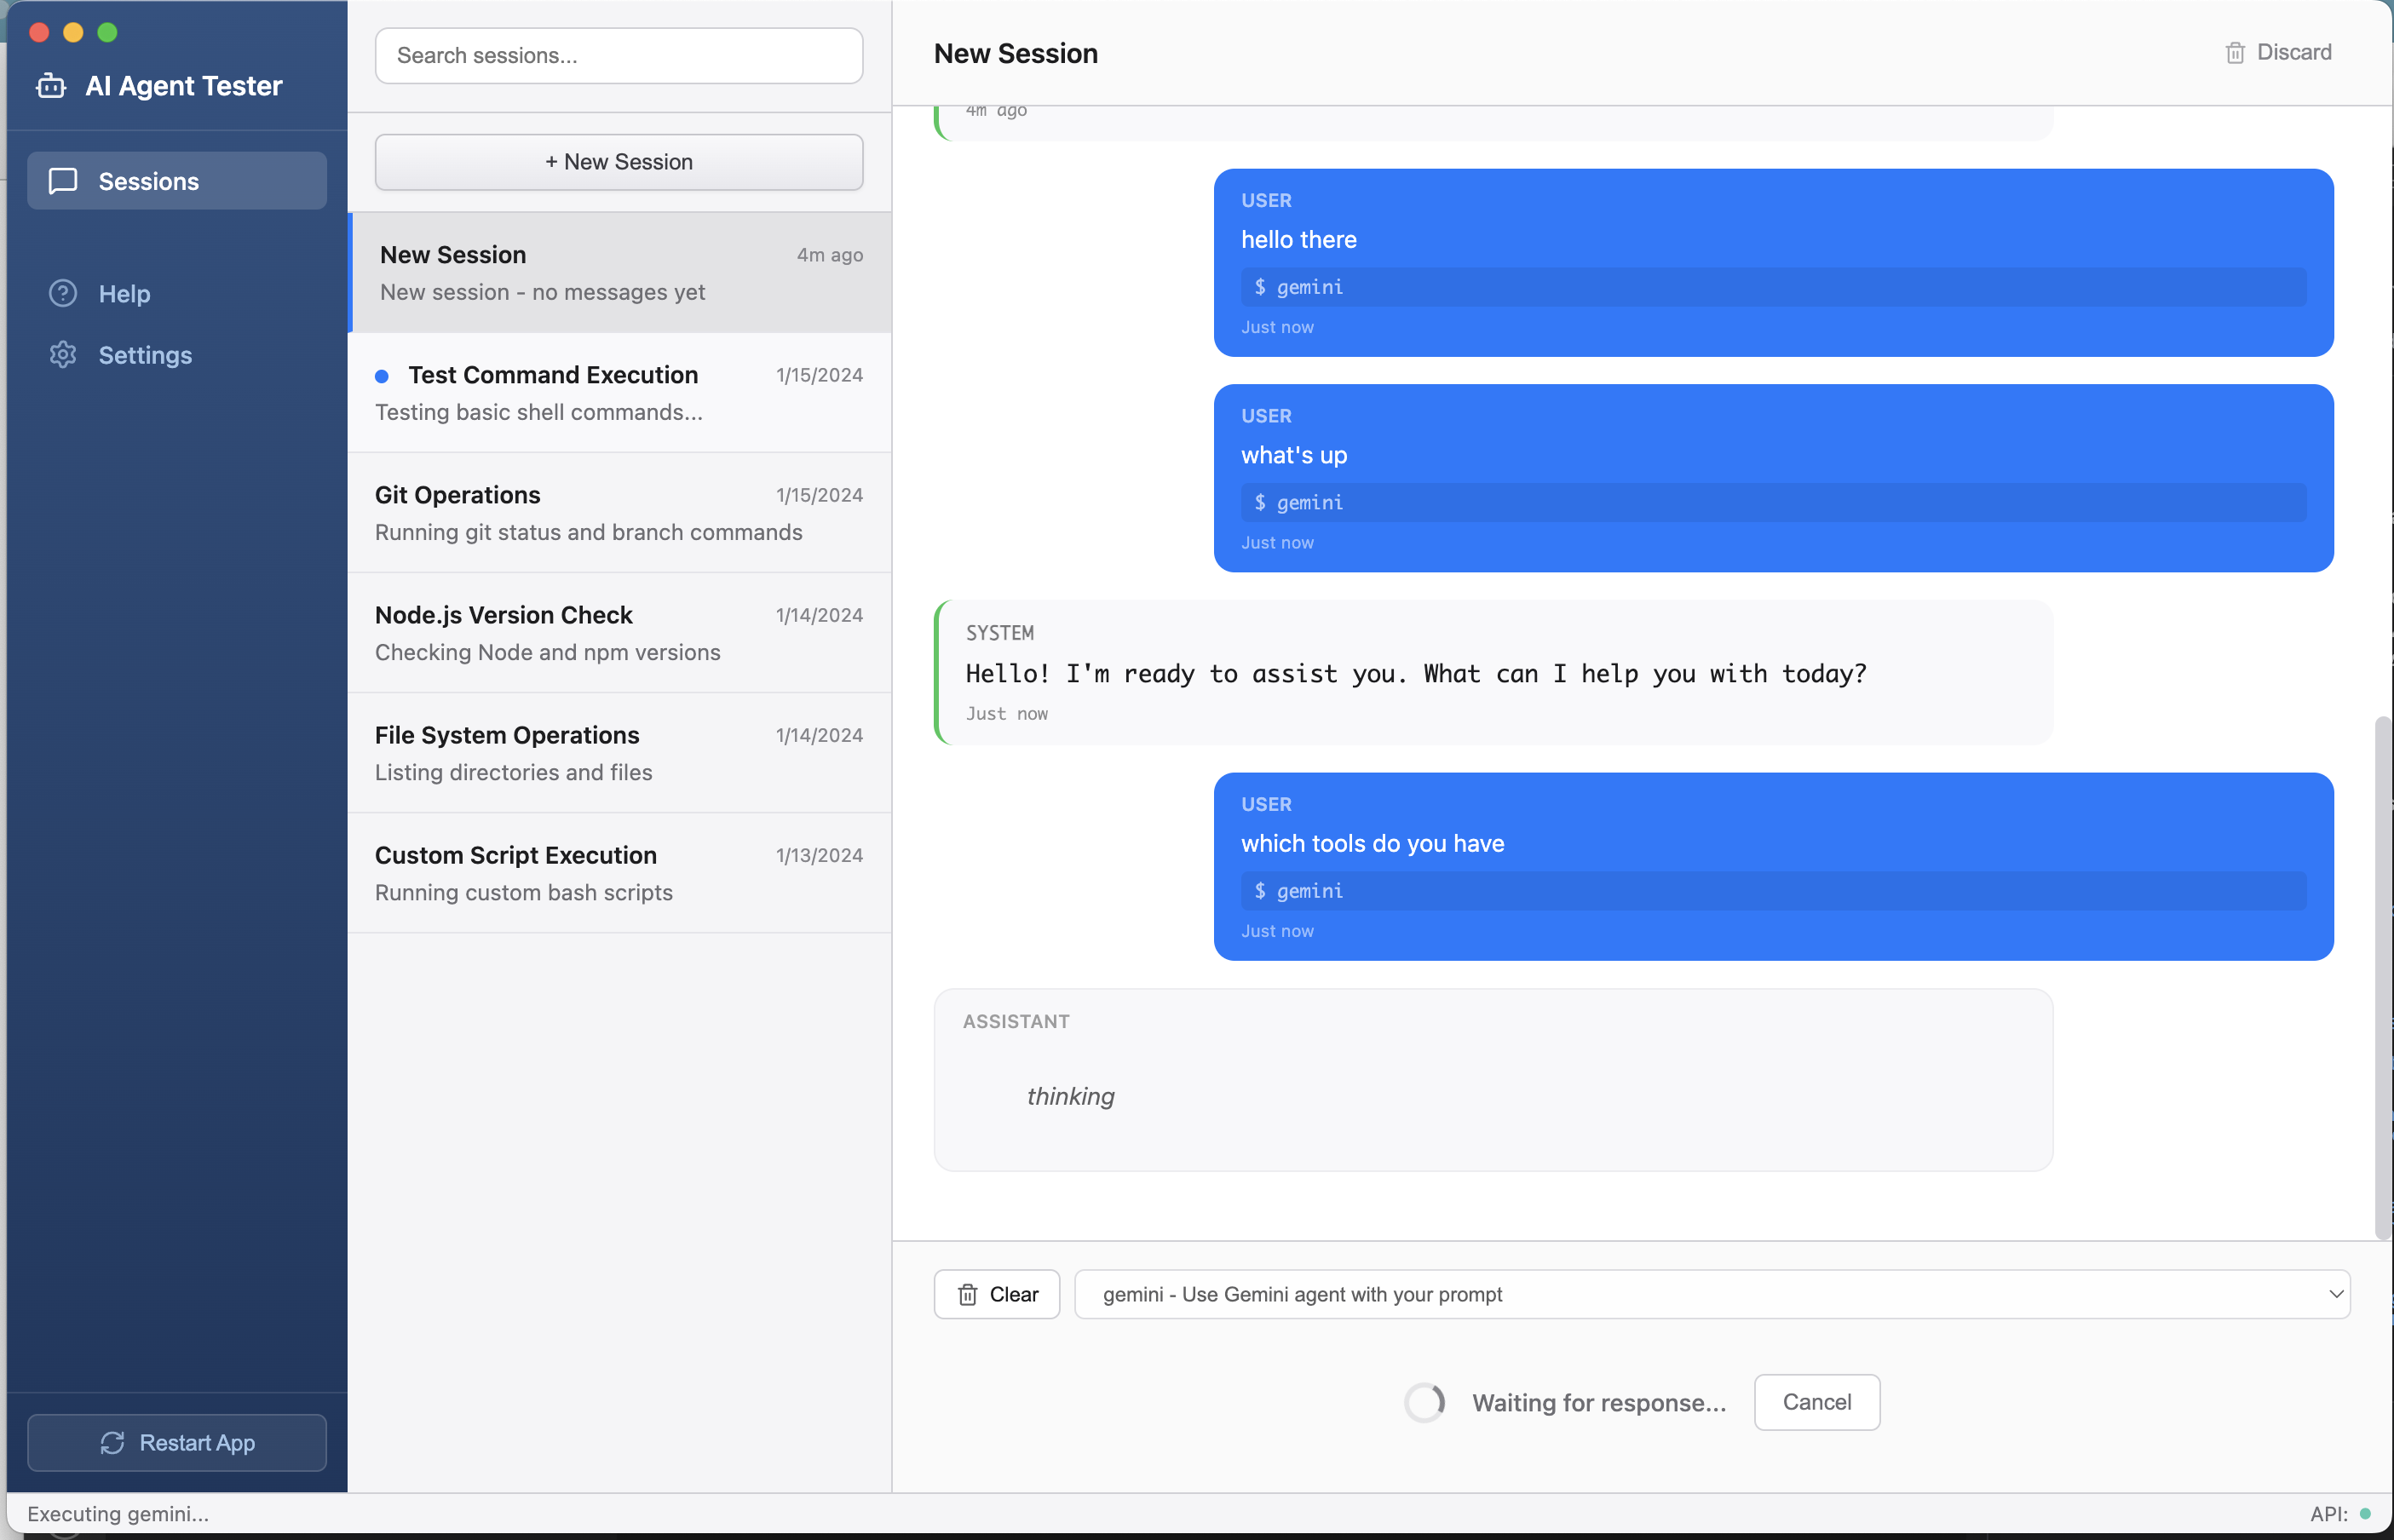 AI Agent Tester
Sessions
Help
Settings
Restart App
Search sessions...
+ New Session
New Session
4m ago
New session - no messages yet
Test Command Execution
1/15/2024
Testing basic shell commands...
Git Operations
1/15/2024
Running git status and branch commands
Node.js Version Check
1/14/2024
Checking Node and npm versions
File System Operations
1/14/2024
Listing directories and files
Custom Script Execution
1/13/2024
Running custom bash scripts
New Session
Discard
4m ago
USER
hello there
$ gemini
Just now
USER
what's up
$ gemini
Just now
SYSTEM
Hello! I'm ready to assist you. What can I help you with today?
Just now
USER
which tools do you have
$ gemini
Just now
ASSISTANT
thinking
Clear
gemini - Use Gemini agent with your prompt
Waiting for response...
Cancel
Executing gemini...
API: